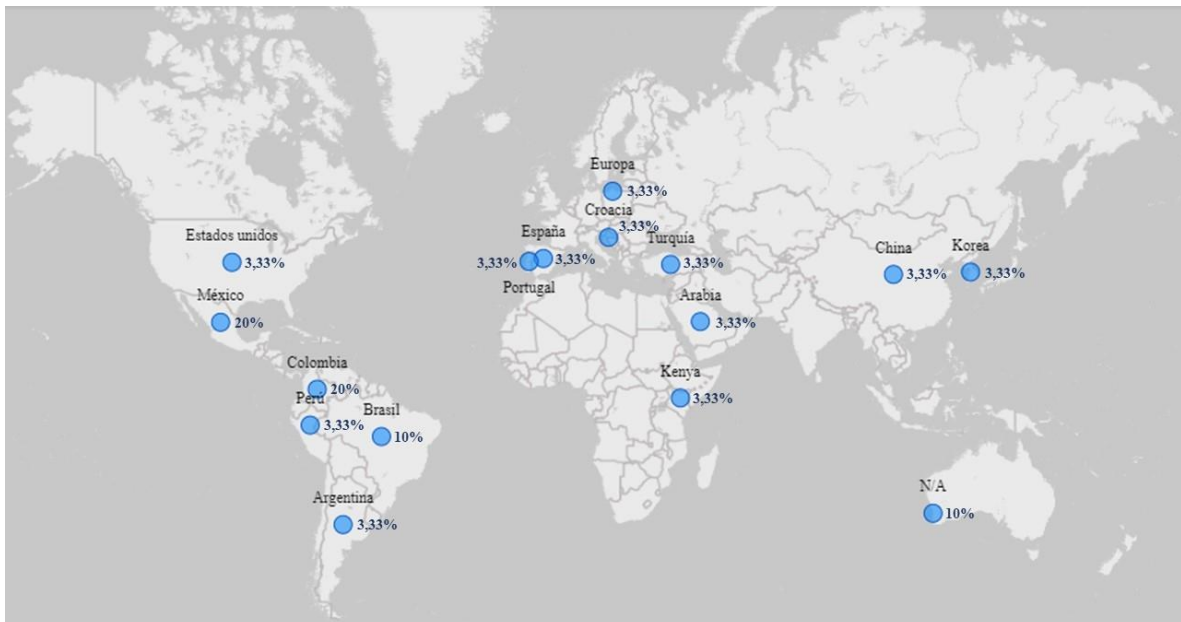 Europa
3,33%
Croacia
3,33%
España
3,33%
3,33%
Portugal
Turquía
3,33%
Estados unidos
3,33%
China
3,33%
Korea
3,33%
México
20%
Arabia
3,33%
Colombia
20%
Kenya
3,33%
Perú
3,33%
Brasil
10%
Argentina
3,33%
N/A
10%